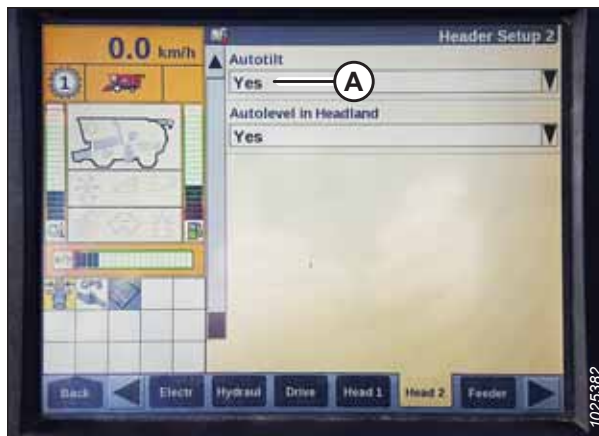 0.0 km/h
Header Setup 2
1
Autotilt
Yes
A
Autolevel in Headland
Yes
Back
Electr
Hydraul
Drive
Head 1
Head 2
Feeder
1025382